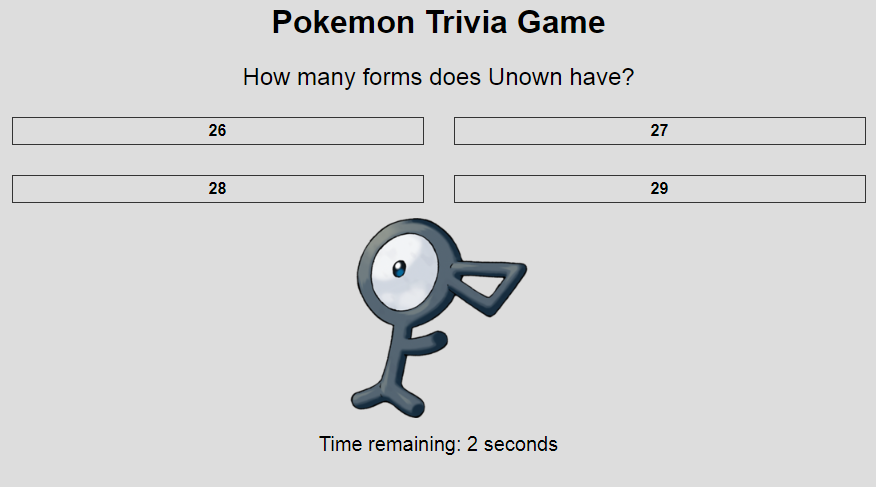 Pokemon Trivia Game
How many forms does Unown have?
26
27
28
29
Time remaining: 2 seconds